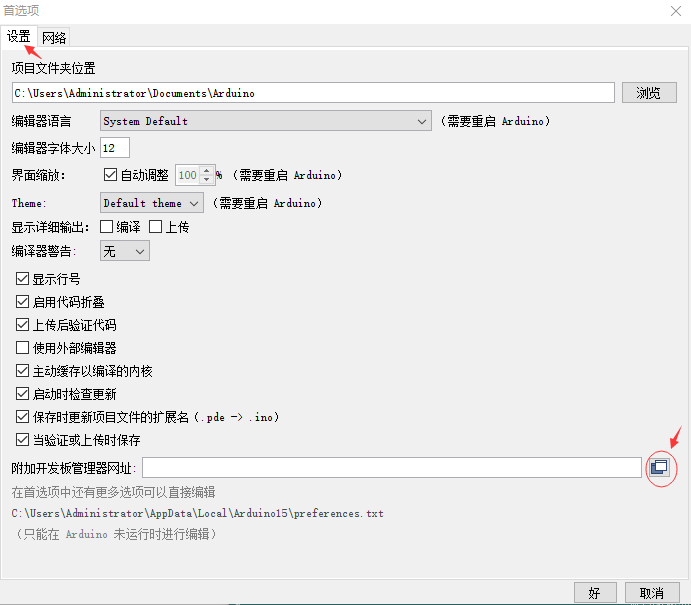 首选项
设置 网络
项目文件夹位置
C:\Users\Administrator\Documents\Arduino 浏览
编辑器语言 System Default （需要重启 Arduino）
编辑器字体大小 12
界面缩放： 自动调整 100 % （需要重启 Arduino）
Theme: Default theme （需要重启 Arduino）
显示详细输出： 编译 上传
编译器警告: 无
显示行号
启用代码折叠
上传后验证代码
使用外部编辑器
主动缓存以编译的内核
启动时检查更新
保存时更新项目文件的扩展名（.pde -> .ino）
当验证或上传时保存
附加开发板管理器网址:
在首选项中还有更多选项可以直接编辑
C:\Users\Administrator\AppData\Local\Arduino15\preferences.txt
（只能在 Arduino 未运行时进行编辑）
好 取消